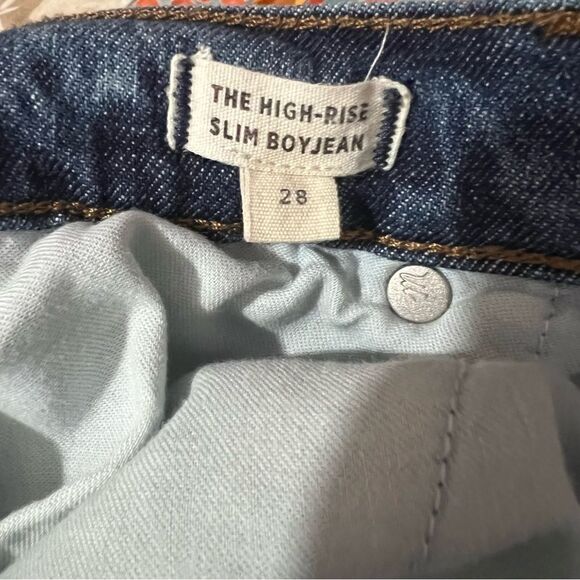 THE HIGH-RISE
SLIM BOYJEAN
28